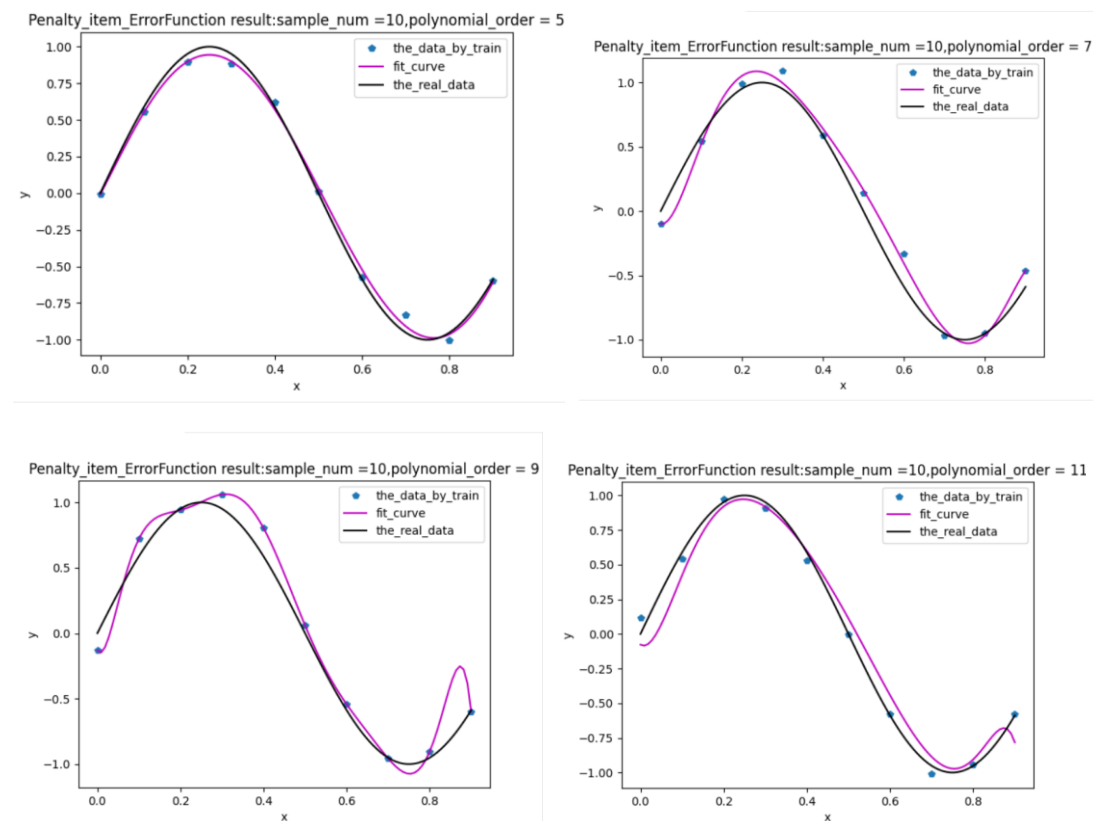 Penalty_item_ErrorFunction result:sample_num =10,polynomial_order = 5
the_data_by_train
fit_curve
the_real_data
1.00
0.75
0.50
0.25
0.00
−0.25
−0.50
−0.75
−1.00
y
0.0 0.2 0.4 0.6 0.8
x
Penalty_item_ErrorFunction result:sample_num =10,polynomial_order = 7
the_data_by_train
fit_curve
the_real_data
1.0
0.5
0.0
−0.5
−1.0
y
0.0 0.2 0.4 0.6 0.8
x
Penalty_item_ErrorFunction result:sample_num =10,polynomial_order = 9
the_data_by_train
fit_curve
the_real_data
1.0
0.5
0.0
−0.5
−1.0
y
0.0 0.2 0.4 0.6 0.8
x
Penalty_item_ErrorFunction result:sample_num =10,polynomial_order = 11
the_data_by_train
fit_curve
the_real_data
1.00
0.75
0.50
0.25
0.00
−0.25
−0.50
−0.75
−1.00
y
0.0 0.2 0.4 0.6 0.8
x